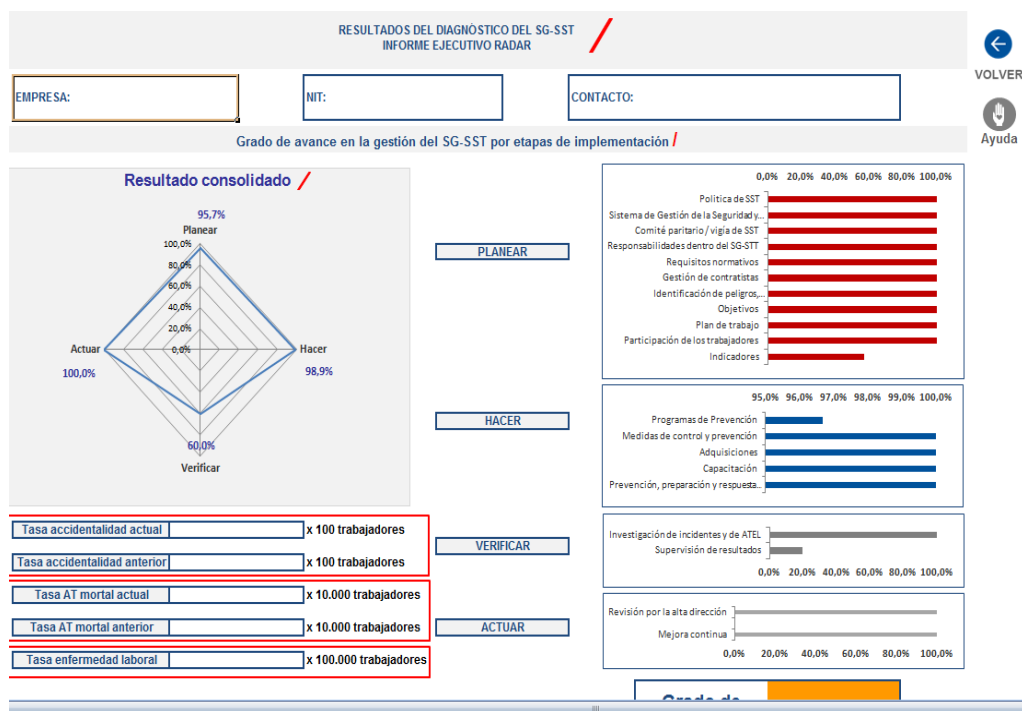 RESULTADOS DEL DIAGNÓSTICO DEL SG-SST
INFORME EJECUTIVO RADAR
VOLVER
EMPRESA:
NIT:
CONTACTO:
Ayuda
Grado de avance en la gestión del SG-SST por etapas de implementación
Resultado consolidado
95,7%
Planear
100,0%
80,0%
60,0%
40,0%
20,0%
0,0%
Actuar
100,0%
Hacer
98,9%
60,0%
Verificar
PLANEAR
0,0% 20,0% 40,0% 60,0% 80,0% 100,0%
Politica de SST
Sistema de Gestión de la Seguridad y...
Comité paritario / vigía de SST
Responsabilidades dentro del SG-STT
Requisitos normativos
Gestión de contratistas
Identificación de peligros,...
Objetivos
Plan de trabajo
Participación de los trabajadores
Indicadores
HACER
95,0% 96,0% 97,0% 98,0% 99,0% 100,0%
Programas de Prevención
Medidas de control y prevención
Adquisiciones
Capacitación
Prevención, preparación y respuesta...
Tasa accidentalidad actual x 100 trabajadores
Tasa accidentalidad anterior x 100 trabajadores
Tasa AT mortal actual x 10.000 trabajadores
Tasa AT mortal anterior x 10.000 trabajadores
Tasa enfermedad laboral x 100.000 trabajadores
VERIFICAR
Investigación de incidentes y de ATEL
Supervisión de resultados
0,0% 20,0% 40,0% 60,0% 80,0% 100,0%
ACTUAR
Revisión por la alta dirección
Mejora continua
0,0% 20,0% 40,0% 60,0% 80,0% 100,0%
Grado de